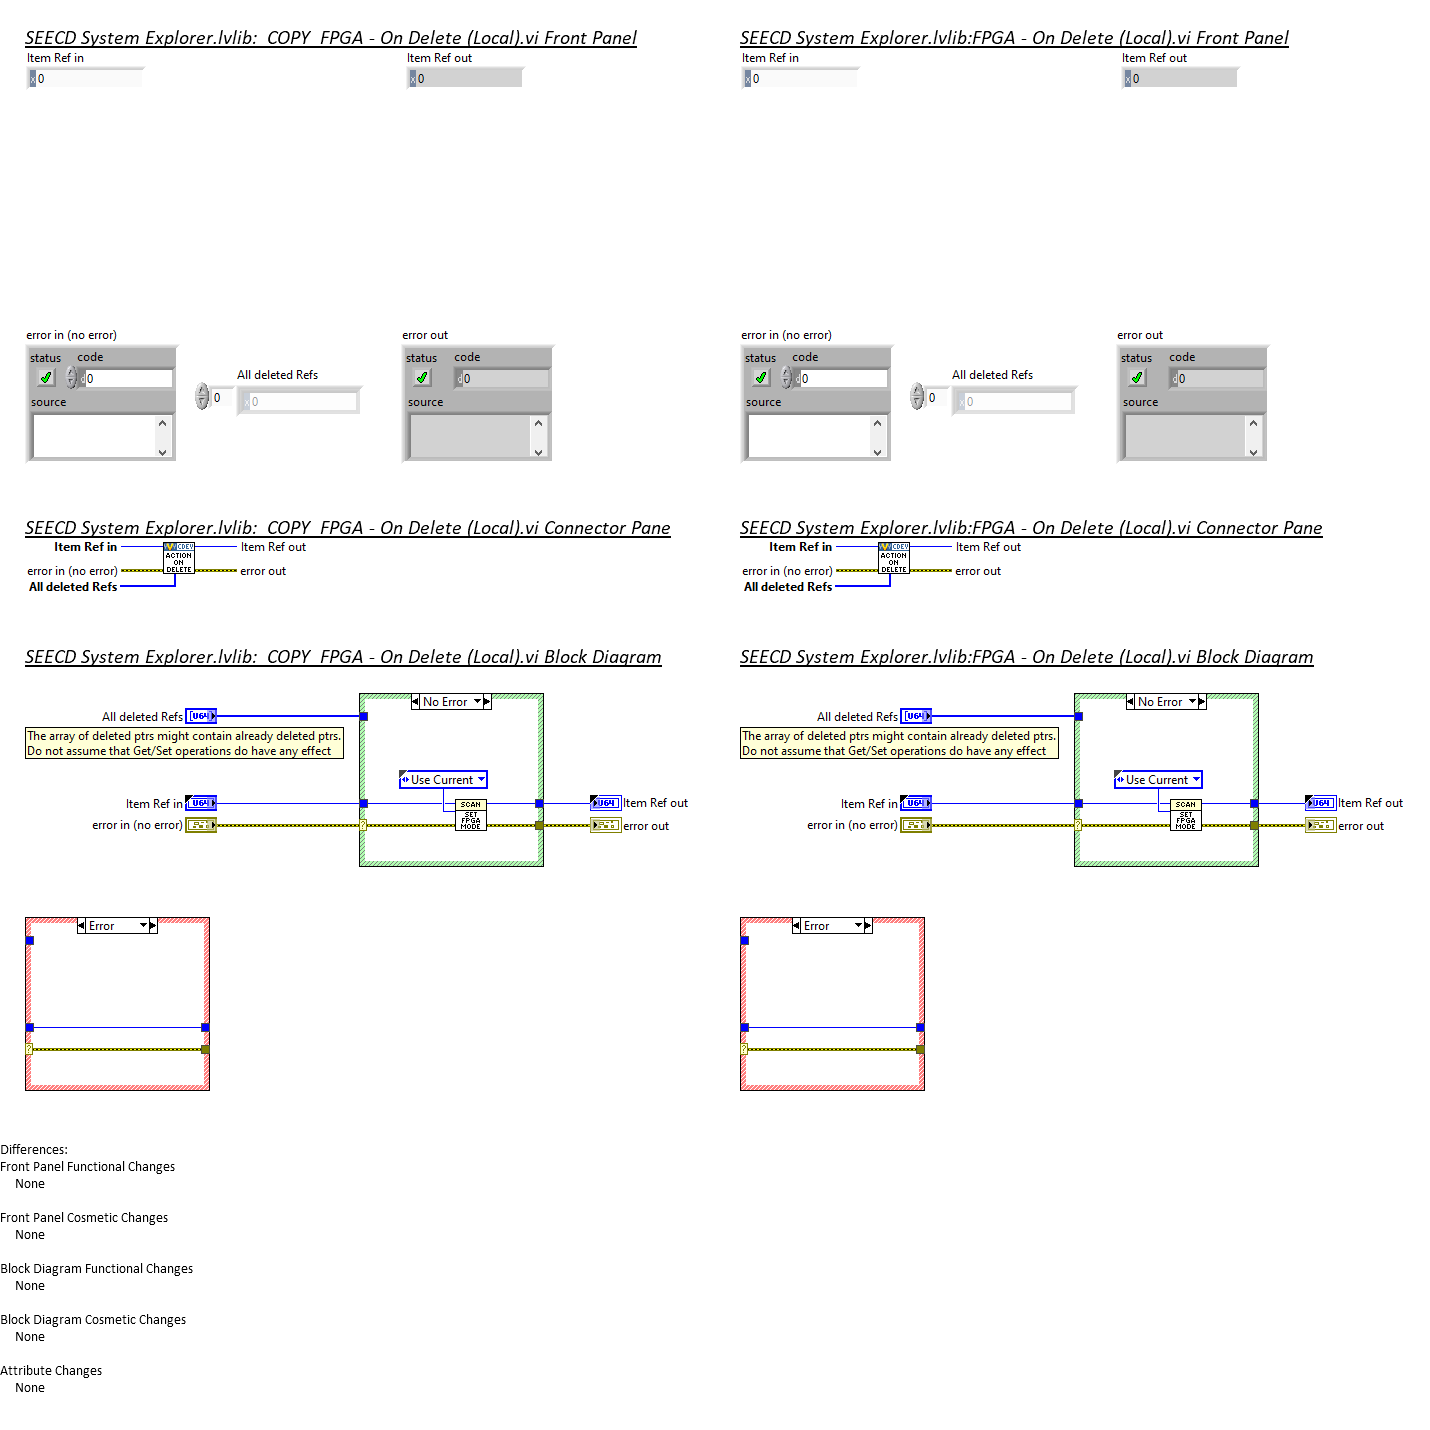 SEECD System Explorer.lvlib:_COPY_FPGA - On Delete (Local).vi Front Panel
Item Ref in
Item Ref out
x 0
x 0
error in (no error)
error out
status
code
status
code
d 0
d 0
All deleted Refs
0
x 0
source
source
SEECD System Explorer.lvlib:FPGA - On Delete (Local).vi Front Panel
Item Ref in
Item Ref out
x 0
x 0
error in (no error)
error out
status
code
status
code
d 0
d 0
All deleted Refs
0
x 0
source
source
SEECD System Explorer.lvlib:_COPY_FPGA - On Delete (Local).vi Connector Pane
Item Ref in
CDEV
ACTION
ON
DELETE
Item Ref out
error in (no error)
error out
All deleted Refs
SEECD System Explorer.lvlib:FPGA - On Delete (Local).vi Connector Pane
Item Ref in
CDEV
ACTION
ON
DELETE
Item Ref out
error in (no error)
error out
All deleted Refs
SEECD System Explorer.lvlib:_COPY_FPGA - On Delete (Local).vi Block Diagram
No Error
All deleted Refs
[U64]
The array of deleted ptrs might contain already deleted ptrs.
Do not assume that Get/Set operations do have any effect
Use Current
Item Ref in
U64
SCAN
SET
FPGA
MODE
U64
Item Ref out
error in (no error)
?
error out
Error
?
SEECD System Explorer.lvlib:FPGA - On Delete (Local).vi Block Diagram
No Error
All deleted Refs
[U64]
The array of deleted ptrs might contain already deleted ptrs.
Do not assume that Get/Set operations do have any effect
Use Current
Item Ref in
U64
SCAN
SET
FPGA
MODE
U64
Item Ref out
error in (no error)
?
error out
Error
?
Differences:
Front Panel Functional Changes
None
Front Panel Cosmetic Changes
None
Block Diagram Functional Changes
None
Block Diagram Cosmetic Changes
None
Attribute Changes
None